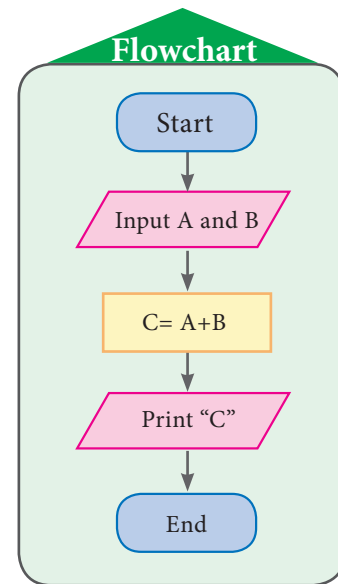 Flowchart
Start
Input A and B
C= A+B
Print “C”
End